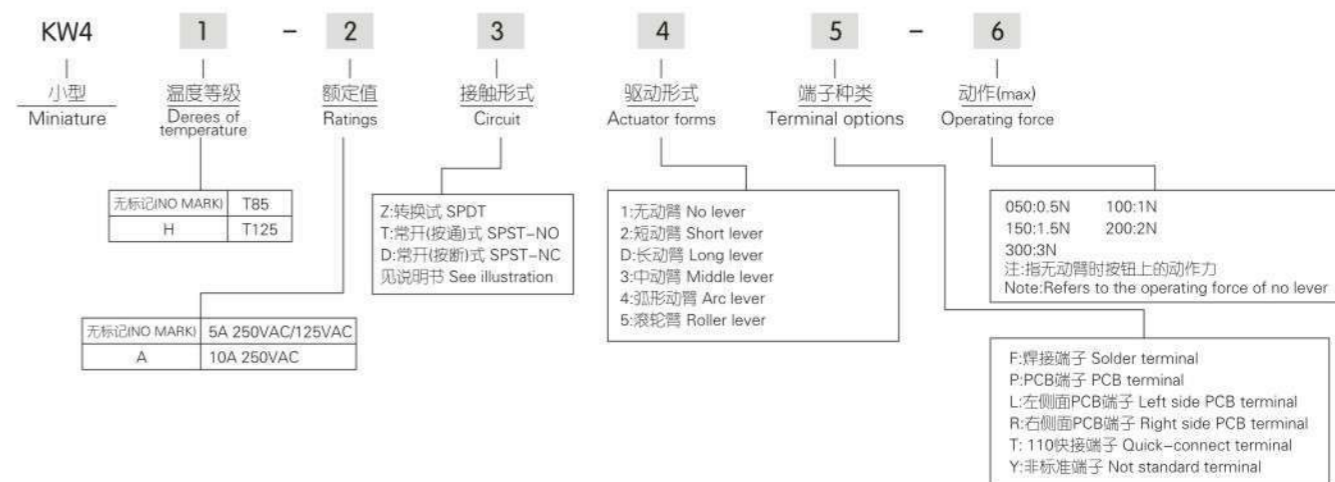 KW4 1 - 2 3 4 5 - 6
小型
Miniature
温度等级
Derees of
temperature
额定值
Ratings
接触形式
Circuit
驱动形式
Actuator forms
端子种类
Terminal options
动作(max)
Operating force
无标记(NO MARK) T85
H T125
无标记(NO MARK) 5A 250VAC/125VAC
A 10A 250VAC
Z:转换试 SPDT
T:常开(按通)式 SPST-NO
D:常开(按断)式 SPST-NC
见说明书 See illustration
1:无动臂 No lever
2:短动臂 Short lever
D:长动臂 Long lever
3:中动臂 Middle lever
4:弧形动臂 Arc lever
5:滚轮臂 Roller lever
050:0.5N 100:1N
150:1.5N 200:2N
300:3N
注:指无动臂时按钮上的动作力
Note:Refers to the operating force of no lever
F:焊接端子 Solder terminal
P:PCB端子 PCB terminal
L:左侧面PCB端子 Left side PCB terminal
R:右侧面PCB端子 Right side PCB terminal
T: 110快接端子 Quick-connect terminal
Y:非标准端子 Not standard terminal